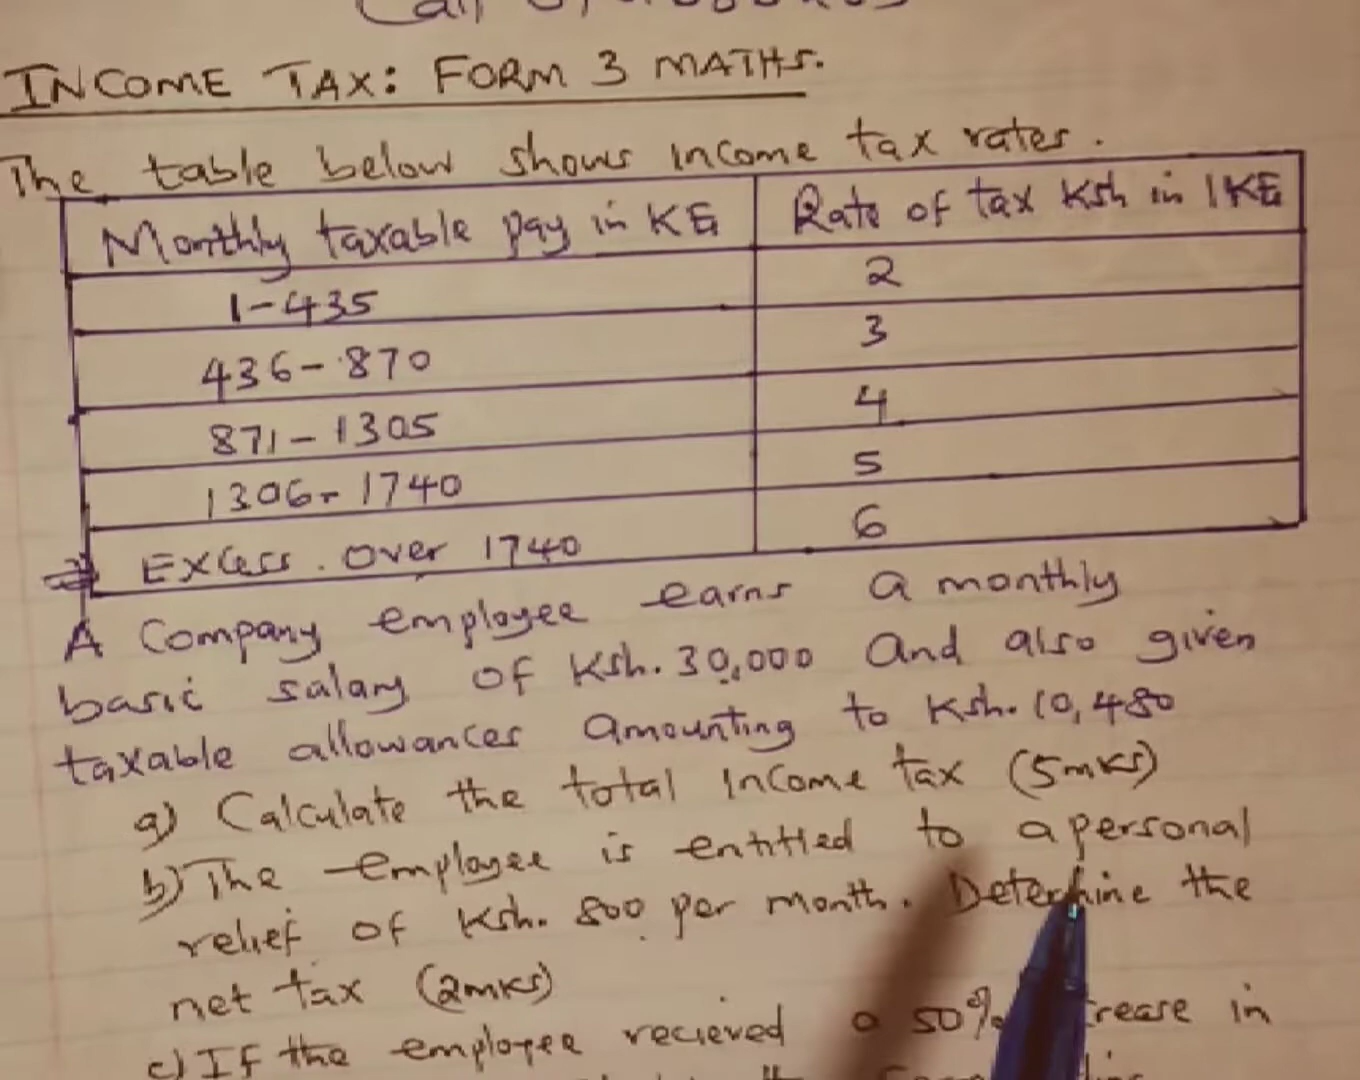 INCOME TAX: FORM 3 MATHS.
The table below shows income tax rates.
Monthly taxable pay in K£ Rate of tax Ksh in 1K£
1-435 2
436-870 3
871-1305 4
1306-1740 5
Excess. over 1740 6
A Company employee earns a monthly
basic salary of Ksh.30,000 and also given
taxable allowances amounting to Ksh.10,480
a) Calculate the total income tax (5mks)
b) The employee is entitled to a personal
relief of Ksh. 800 per month. Determine the
net tax (2mks)
c) If the employee recieved a 50% in